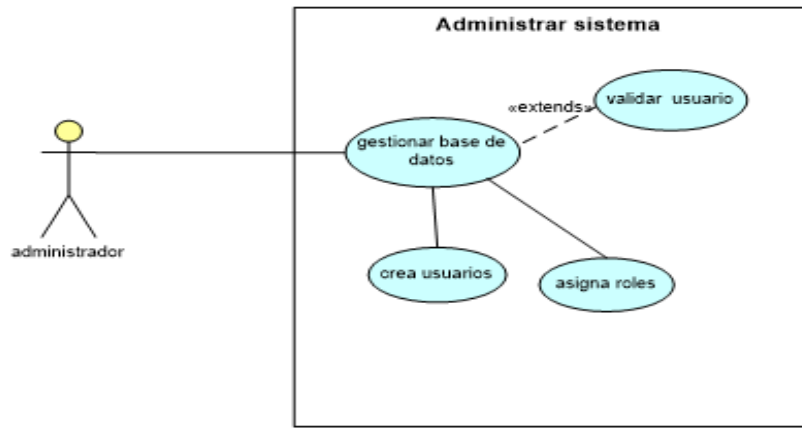 Administrar sistema
validar usuario
«extends»
gestionar base de
datos
administrador
crea usuarios
asigna roles